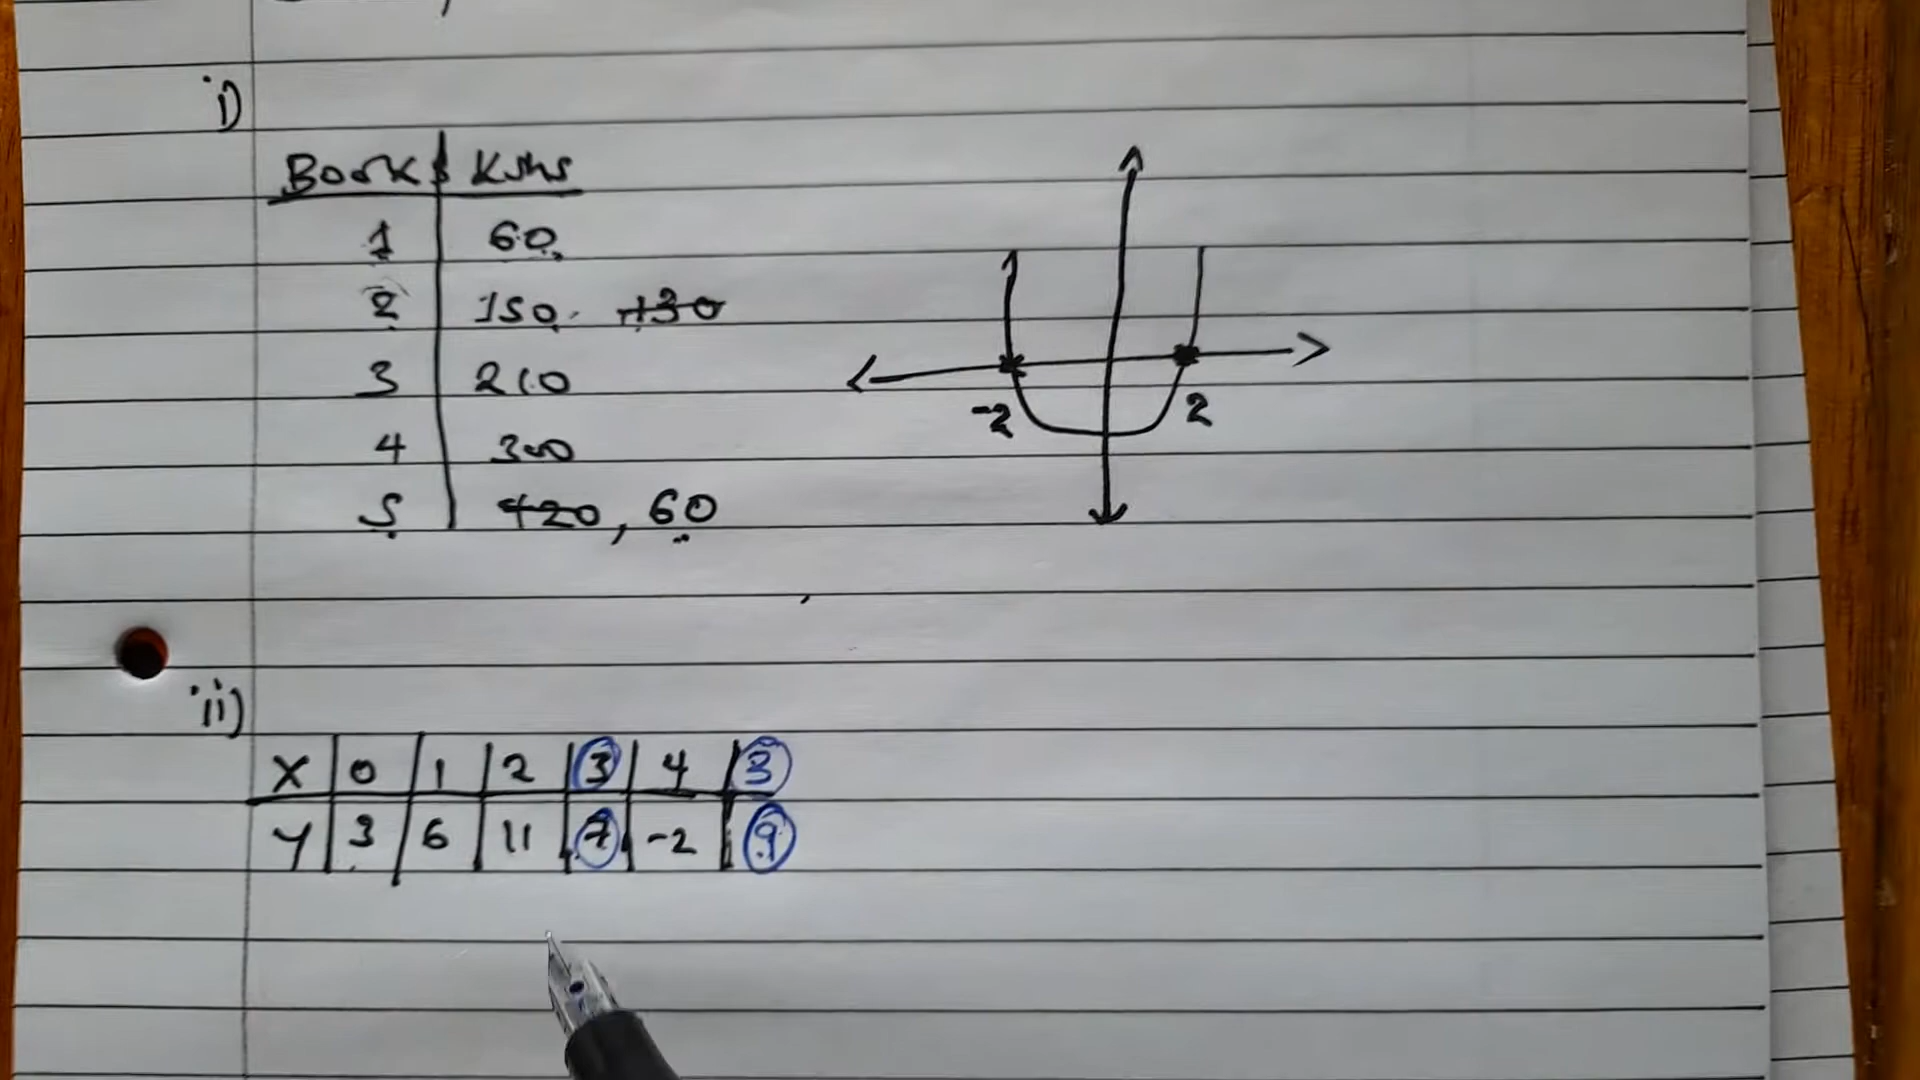 i)
Books Kshs
1 60
2 150 +30
3 210
4 300
5 420, 60
-2 2
ii)
X 0 1 2 3 4 3
Y 3 6 11 7 -2 9